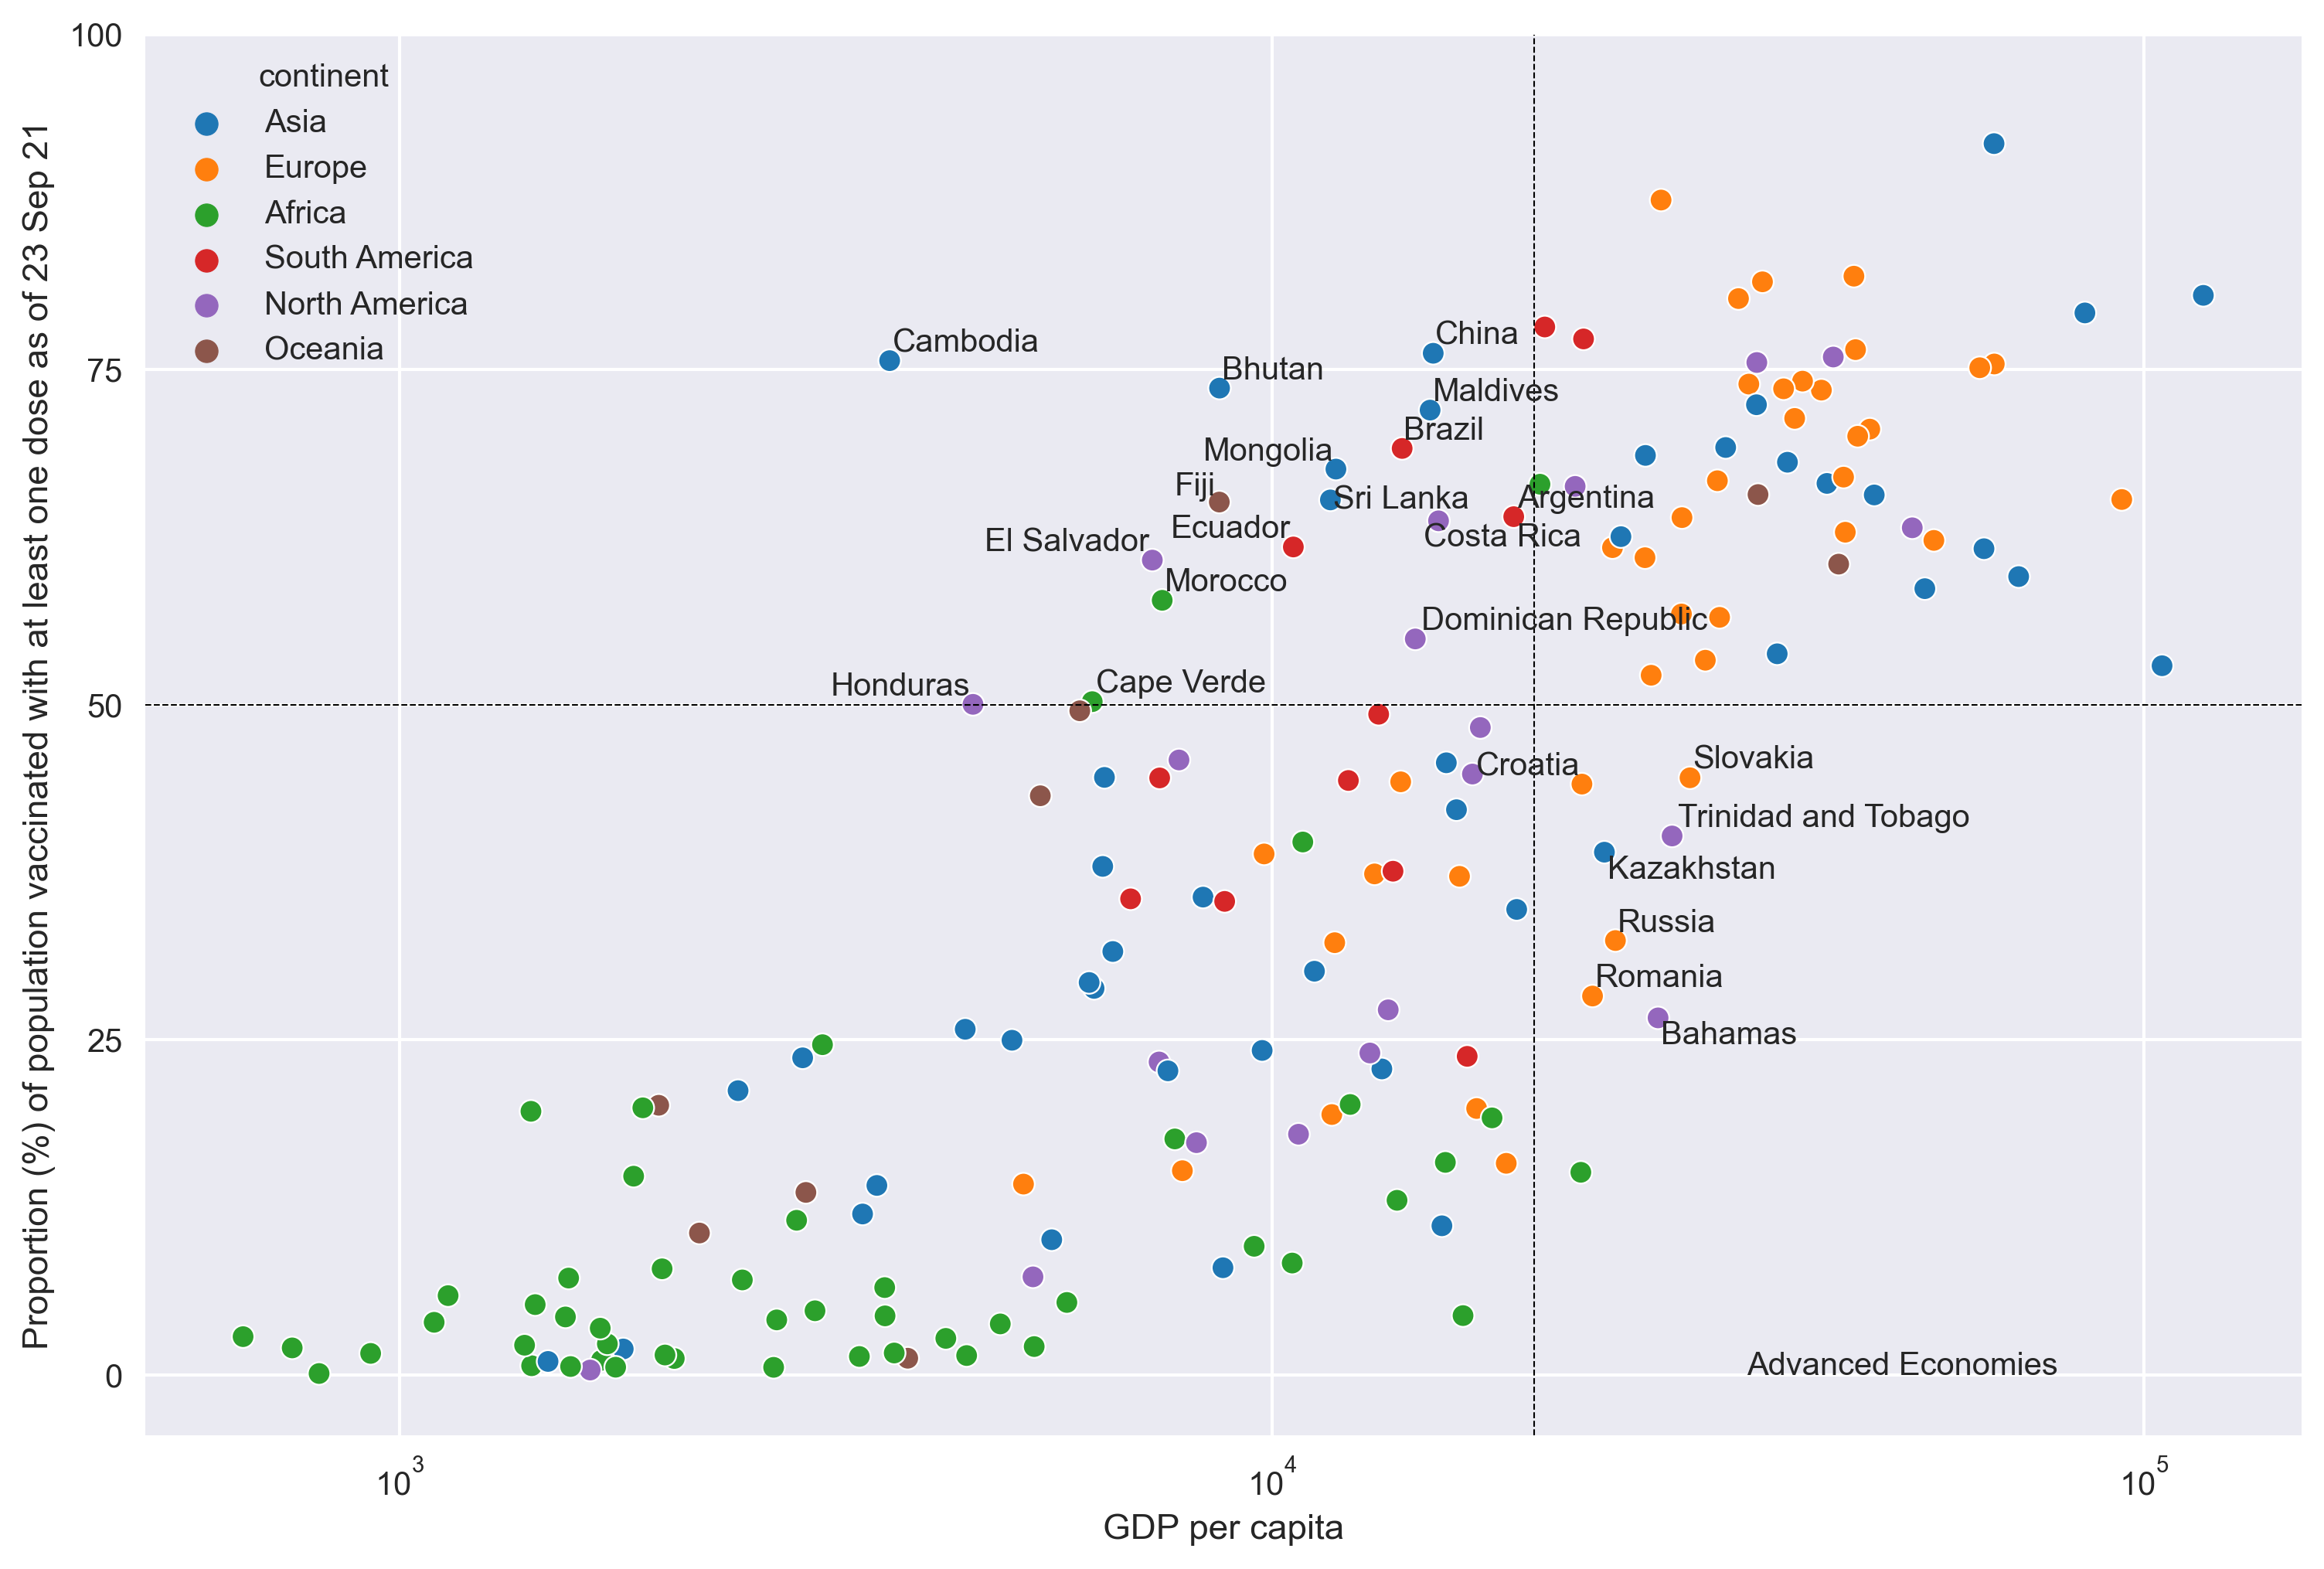 100
75
50
25
0
Proportion (%) of population vaccinated with at least one dose as of 23 Sep 21
continent
Asia
Europe
Africa
South America
North America
Oceania
Cambodia
China
Bhutan
Maldives
Brazil
Mongolia
Fiji
Sri Lanka
Argentina
Ecuador
Costa Rica
El Salvador
Morocco
Dominican Republic
Honduras
Cape Verde
Croatia
Slovakia
Trinidad and Tobago
Kazakhstan
Russia
Romania
Bahamas
Advanced Economies
10³
10⁴
10⁵
GDP per capita